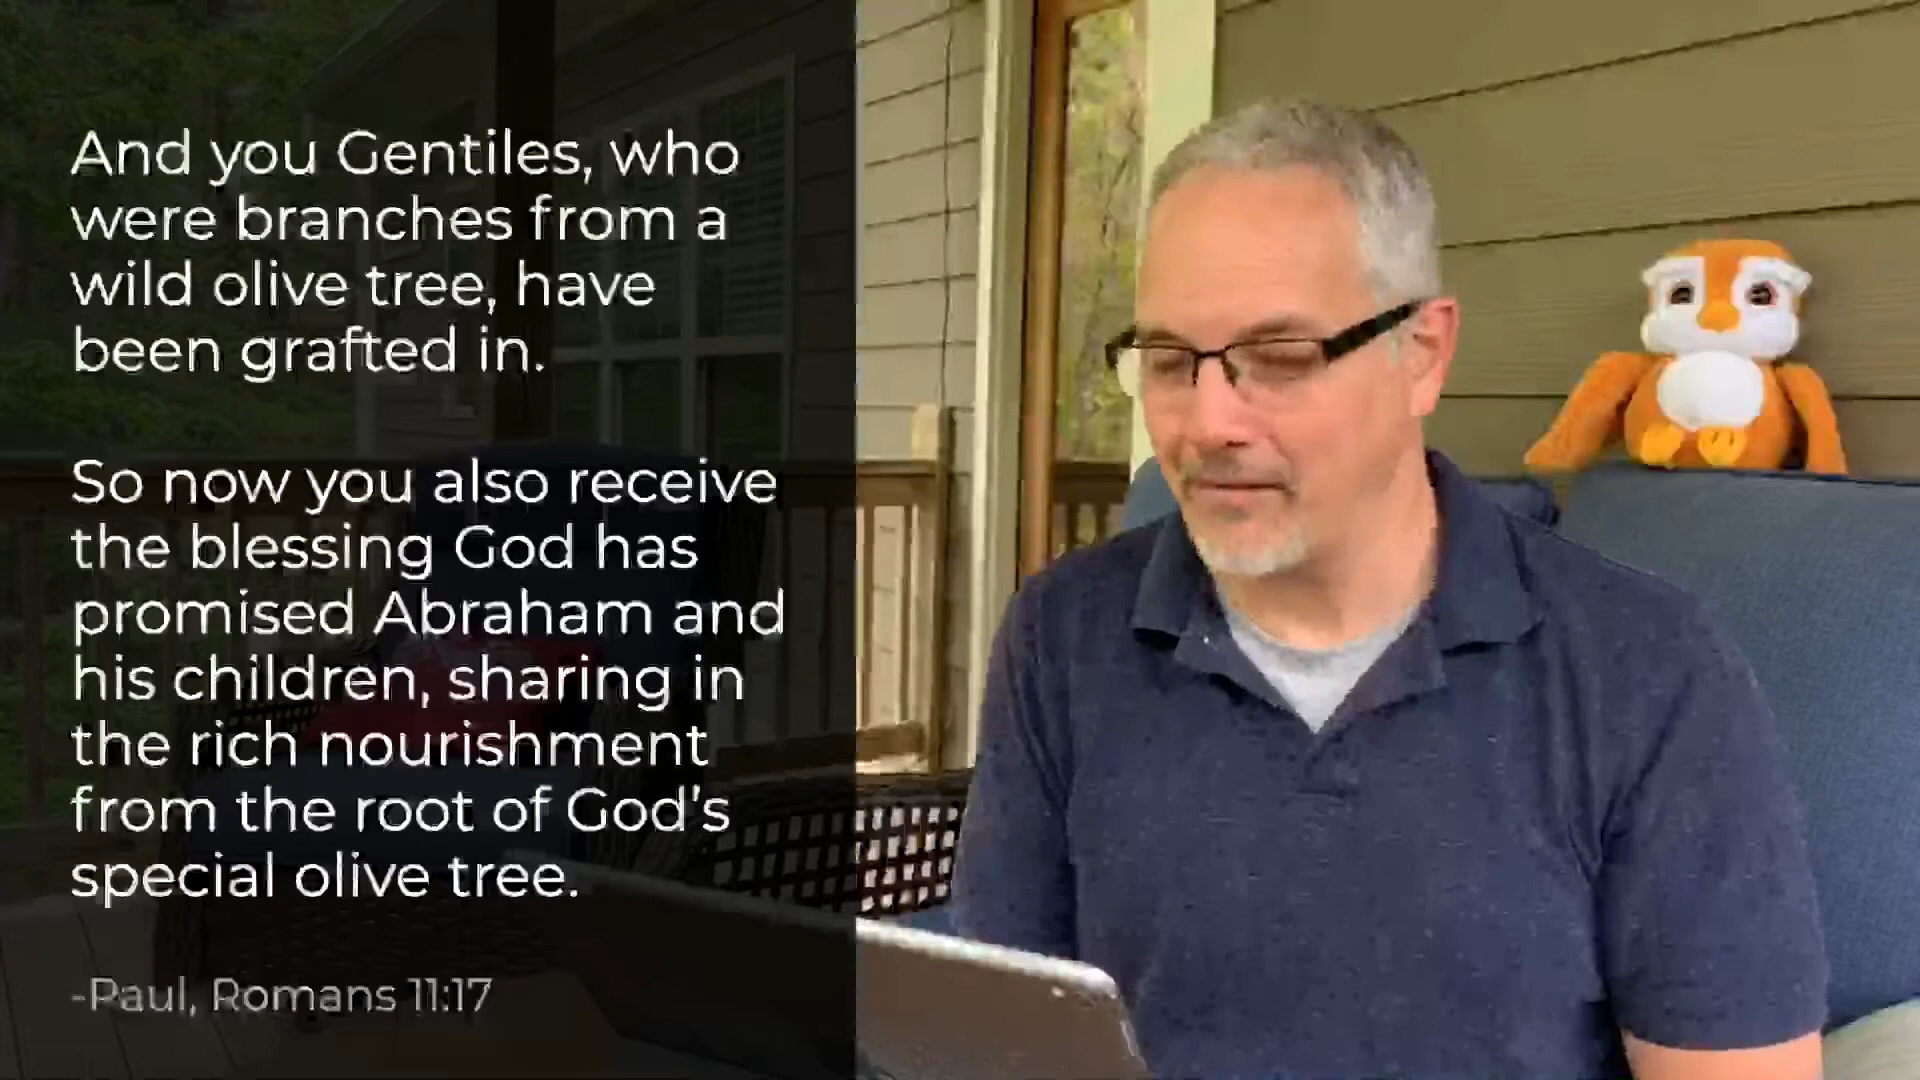 And you Gentiles, who
were branches from a
wild olive tree, have
been grafted in.
So now you also receive
the blessing God has
promised Abraham and
his children, sharing in
the rich nourishment
from the root of God's
special olive tree.
-Paul, Romans 11:17